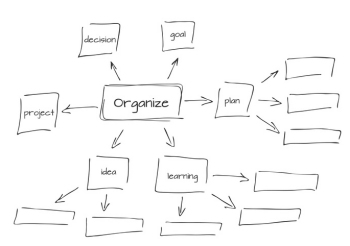 decision
goal
project
Organize
plan
idea
learning